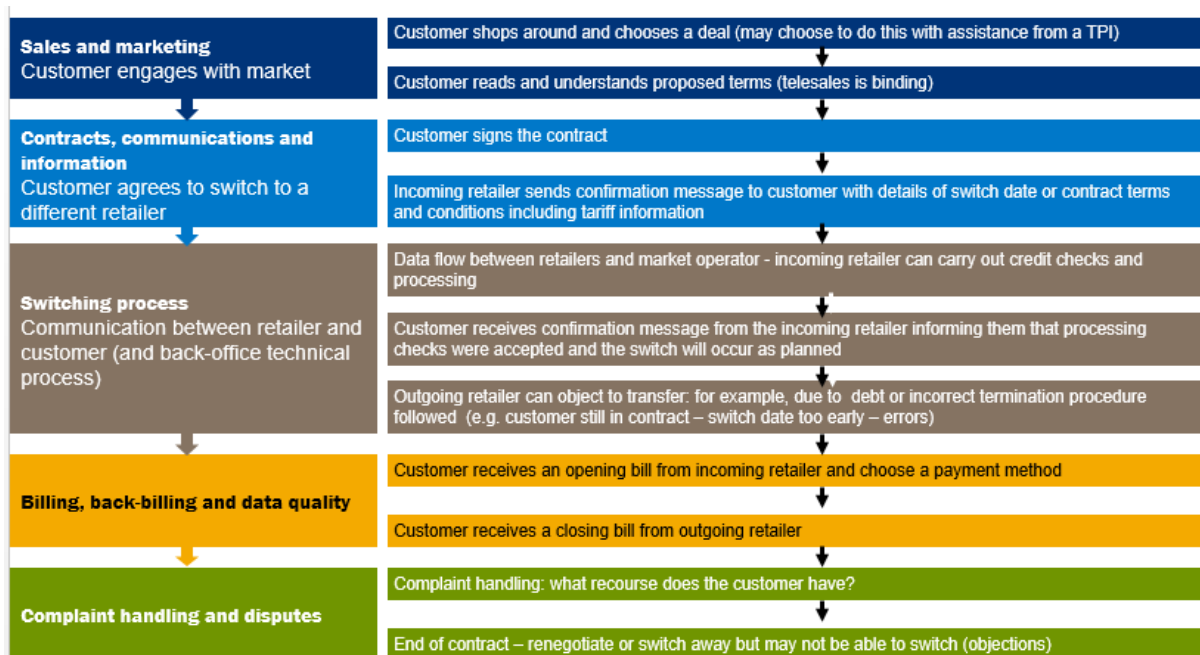 Sales and marketing
Customer engages with market
Customer shops around and chooses a deal (may choose to do this with assistance from a TPI)
Customer reads and understands proposed terms (telesales is binding)
Contracts, communications and
information
Customer agrees to switch to a
different retailer
Customer signs the contract
Incoming retailer sends confirmation message to customer with details of switch date or contract terms
and conditions including tariff information
Switching process
Communication between retailer and
customer (and back-office technical
process)
Data flow between retailers and market operator - incoming retailer can carry out credit checks and
processing
Customer receives confirmation message from the incoming retailer informing them that processing
checks were accepted and the switch will occur as planned
Outgoing retailer can object to transfer: for example, due to debt or incorrect termination procedure
followed (e.g. customer still in contract – switch date too early – errors)
Billing, back-billing and data quality
Customer receives an opening bill from incoming retailer and choose a payment method
Customer receives a closing bill from outgoing retailer
Complaint handling and disputes
Complaint handling: what recourse does the customer have?
End of contract – renegotiate or switch away but may not be able to switch (objections)